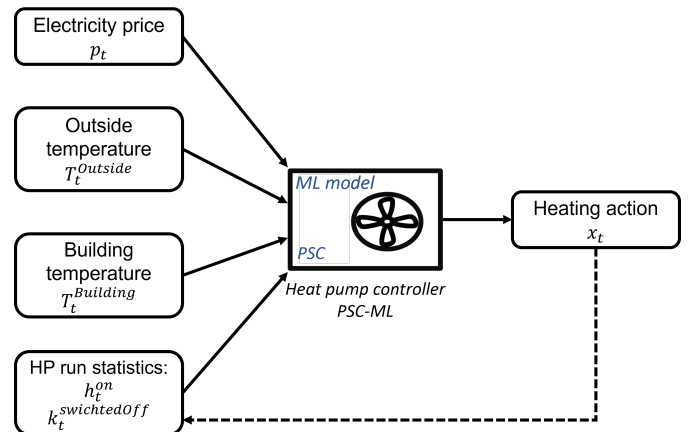 Electricity price
p_t
Outside
temperature
T_t^{Outside}
Building
temperature
T_t^{Building}
HP run statistics:
h_t^{on}
k_t^{swichtedOff}
ML model
PSC
Heat pump controller
PSC-ML
Heating action
x_t